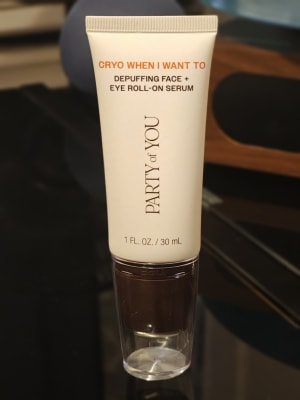 CRYO WHEN I WANT TO
DEPUFFING FACE +
EYE ROLL-ON SERUM
PARTY of YOU
1 FL. OZ. / 30 mL